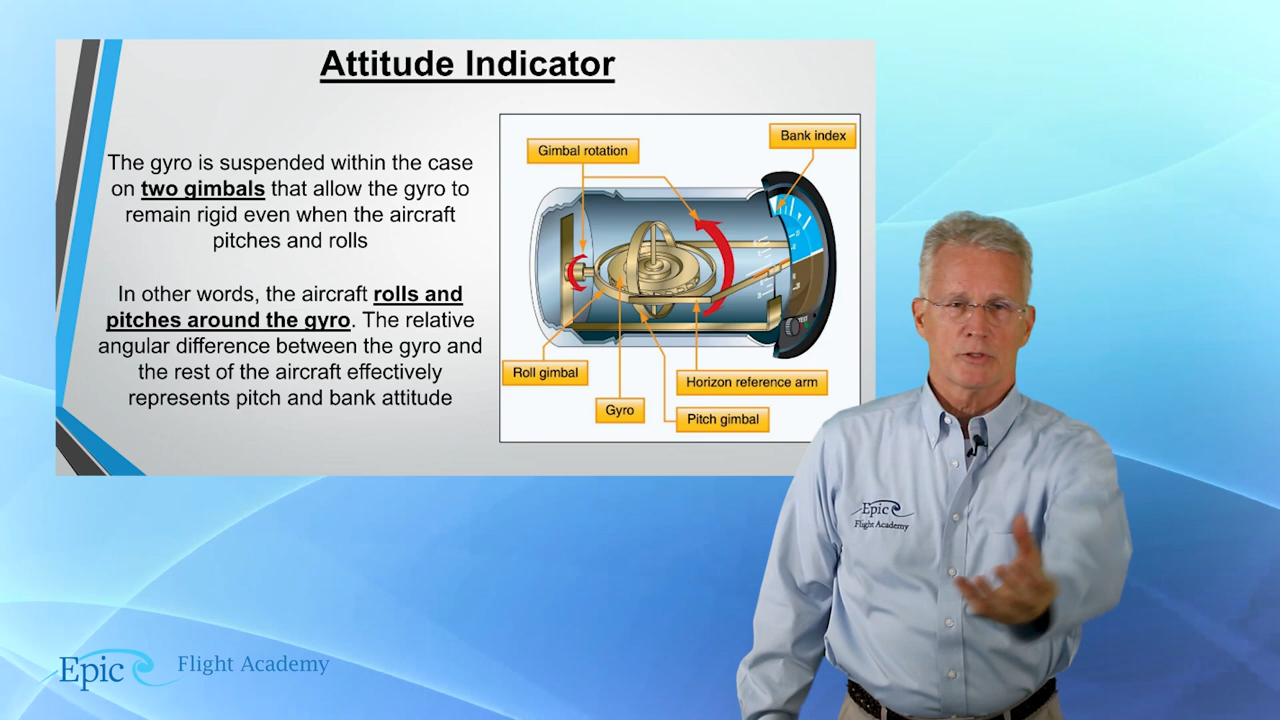 Attitude Indicator
The gyro is suspended within the case
on two gimbals that allow the gyro to
remain rigid even when the aircraft
pitches and rolls
In other words, the aircraft rolls and
pitches around the gyro. The relative
angular difference between the gyro and
the rest of the aircraft effectively
represents pitch and bank attitude
Bank index
Gimbal rotation
TEST
Roll gimbal
Horizon reference arm
Gyro
Pitch gimbal
Epic
Flight Academy
Epic Flight Academy